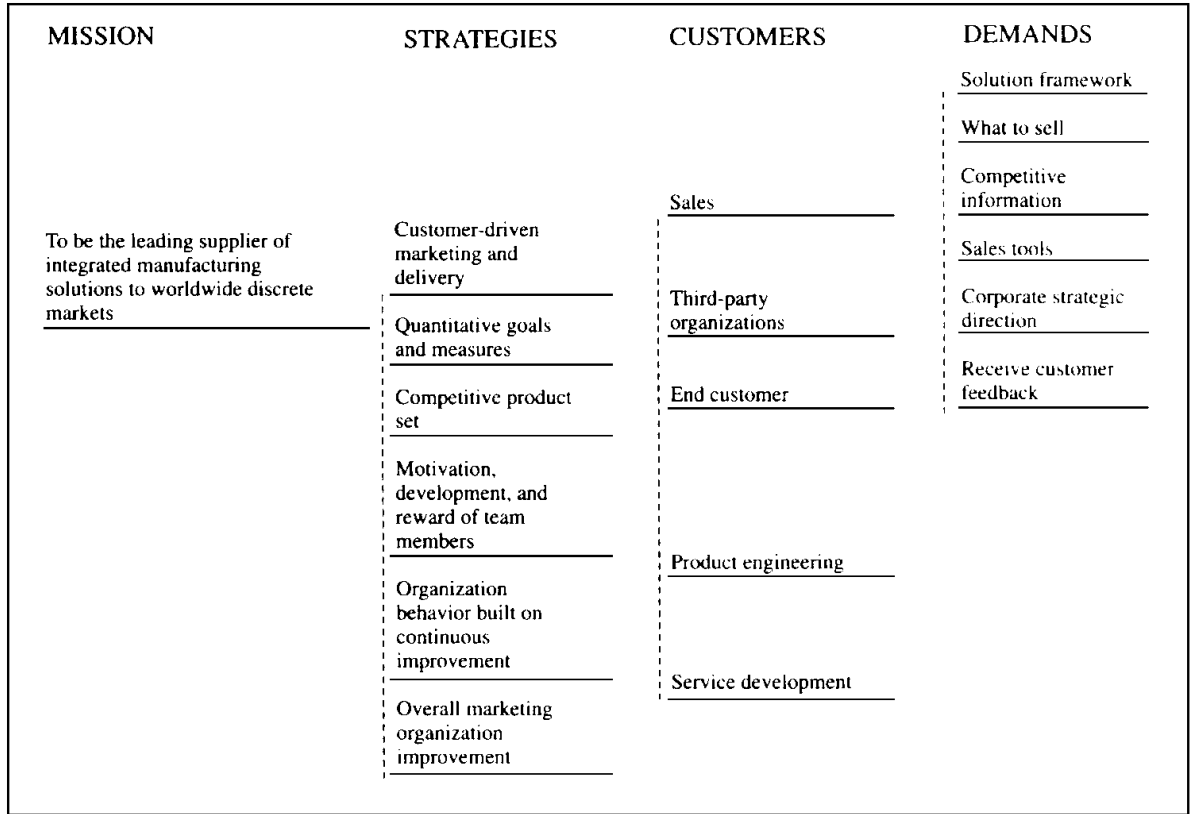 MISSION
To be the leading supplier of
integrated manufacturing
solutions to worldwide discrete
markets
STRATEGIES
Customer-driven
marketing and
delivery
Quantitative goals
and measures
Competitive product
set
Motivation,
development, and
reward of team
members
Organization
behavior built on
continuous
improvement
Overall marketing
organization
improvement
CUSTOMERS
Sales
Third-party
organizations
End customer
Product engineering
Service development
DEMANDS
Solution framework
What to sell
Competitive
information
Sales tools
Corporate strategic
direction
Receive customer
feedback